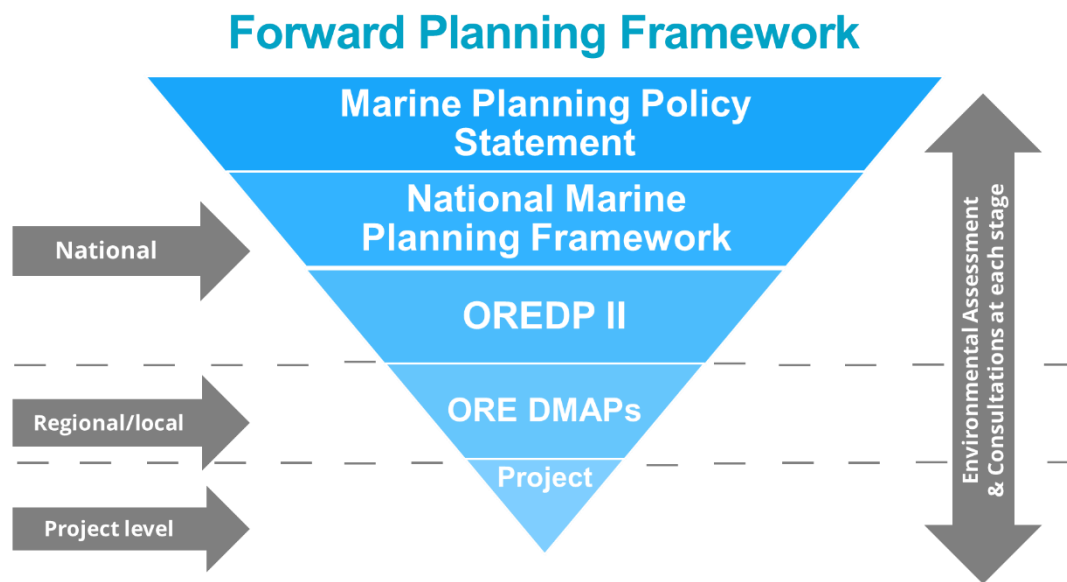 Forward Planning Framework
Marine Planning Policy
Statement
National Marine
Planning Framework
National
OREDP II
ORE DMAPs
Regional/local
Project
Project level
Environmental Assessment
& Consultations at each stage